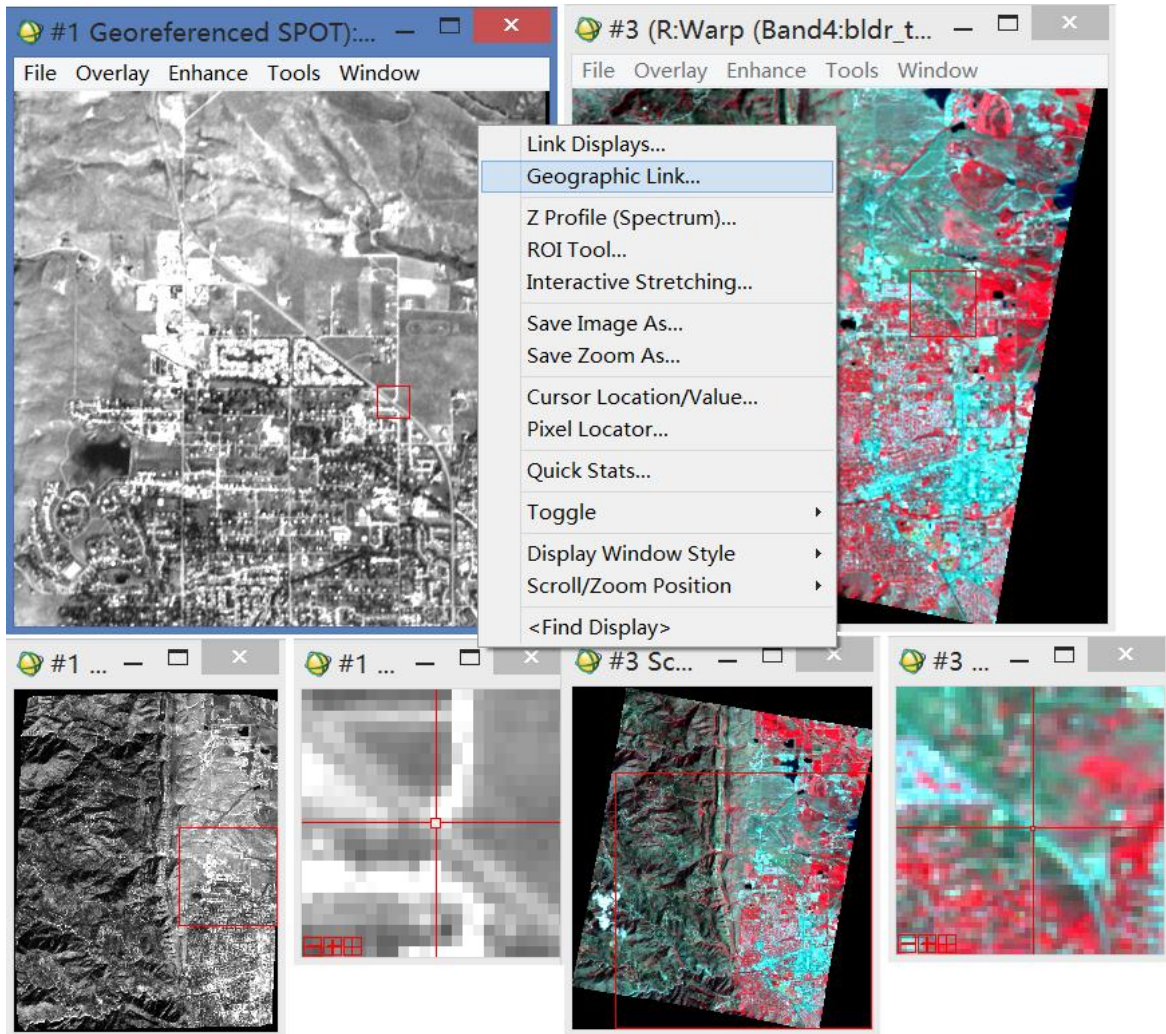 #1 Georeferenced SPOT):...
#3 (R:Warp (Band4:bldr_t...
File Overlay Enhance Tools Window
File Overlay Enhance Tools Window
Link Displays...
Geographic Link...
Z Profile (Spectrum)...
ROI Tool...
Interactive Stretching...
Save Image As...
Save Zoom As...
Cursor Location/Value...
Pixel Locator...
Quick Stats...
Toggle
Display Window Style
Scroll/Zoom Position
<Find Display>
#1 ...
#1 ...
#3 Sc...
#3 ...